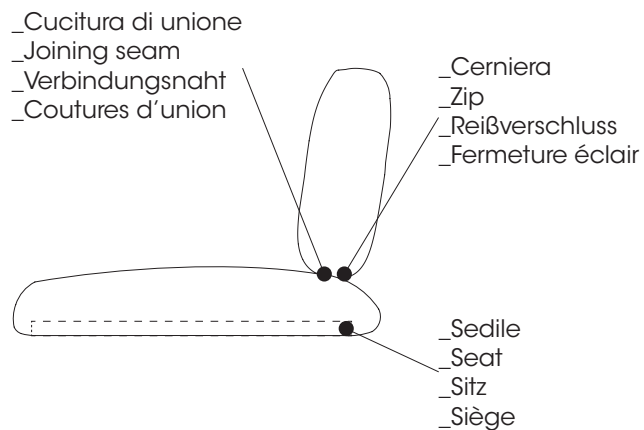 _Cucitura di unione
_Joining seam
_Verbindungsnaht
_Coutures d'union
_Cerniera
_Zip
_Reißverschluss
_Fermeture éclair
_Sedile
_Seat
_Sitz
_Siège